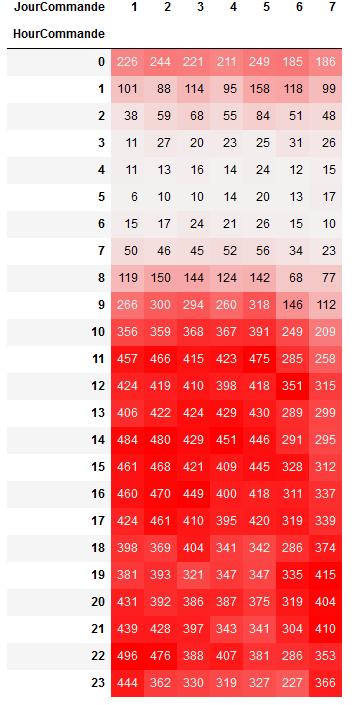 JourCommande 1 2 3 4 5 6 7
HourCommande
0 226 244 221 211 249 185 186
1 101 88 114 95 158 118 99
2 38 59 68 55 84 51 48
3 11 27 20 23 25 31 26
4 11 13 16 14 24 12 15
5 6 10 10 14 20 13 17
6 15 17 24 21 26 15 10
7 50 46 45 52 56 34 23
8 119 150 144 124 142 68 77
9 266 300 294 260 318 146 112
10 356 359 368 367 391 249 209
11 457 466 415 423 475 285 258
12 424 419 410 398 418 351 315
13 406 422 424 429 430 289 299
14 484 480 429 451 446 291 295
15 461 468 421 409 445 328 312
16 460 470 449 400 418 311 337
17 424 461 410 395 420 319 339
18 398 369 404 341 342 286 374
19 381 393 321 347 347 335 415
20 431 392 386 387 375 319 404
21 439 428 397 343 341 304 410
22 496 476 388 407 381 286 353
23 444 362 330 319 327 227 366